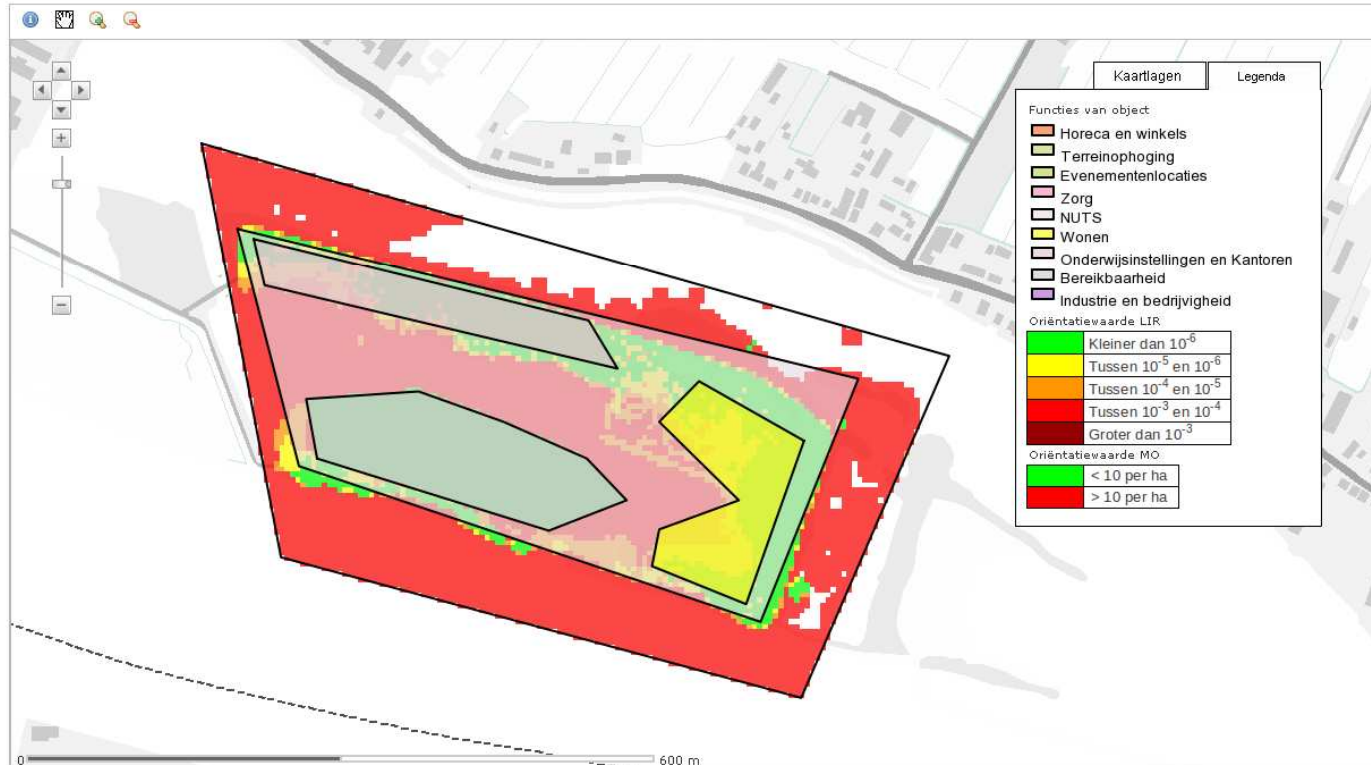 Kaartlagen
Legenda
Functies van object
Horeca en winkels
Terreinophoging
Evenementenlocaties
Zorg
NUTS
Wonen
Onderwijsinstellingen en Kantoren
Bereikbaarheid
Industrie en bedrijvigheid
Oriëntatiewaarde LIR
Kleiner dan 10⁻⁶
Tussen 10⁻⁵ en 10⁻⁶
Tussen 10⁻⁴ en 10⁻⁵
Tussen 10⁻³ en 10⁻⁴
Groter dan 10⁻³
Oriëntatiewaarde MO
< 10 per ha
> 10 per ha
0 600 m